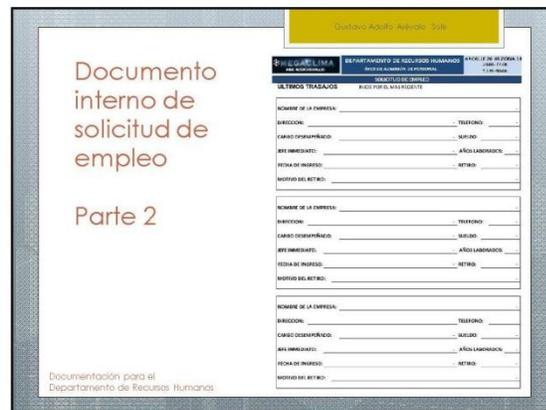 Gustavo Adolfo Arévalo Sole
Documento
interno de
solicitud de
empleo
Parte 2
MEGACLIMA
DEPARTAMENTO DE RECURSOS HUMANOS
SOLICITUD DE EMPLEO
ULTIMOS TRABAJOS
NOMBRE DE LA EMPRESA:
DIRECCION: TELEFONO:
CARGO DESEMPEÑADO: SUELDO:
JEFE INMEDIATO: AÑOS LABORADOS:
FECHA DE INGRESO: RETIRO:
MOTIVO DEL RETIRO:
NOMBRE DE LA EMPRESA:
DIRECCION: TELEFONO:
CARGO DESEMPEÑADO: SUELDO:
JEFE INMEDIATO: AÑOS LABORADOS:
FECHA DE INGRESO: RETIRO:
MOTIVO DEL RETIRO:
NOMBRE DE LA EMPRESA:
DIRECCION: TELEFONO:
CARGO DESEMPEÑADO: SUELDO:
JEFE INMEDIATO: AÑOS LABORADOS:
FECHA DE INGRESO: RETIRO:
MOTIVO DEL RETIRO:
Documentación para el
Departamento de Recursos Humanos